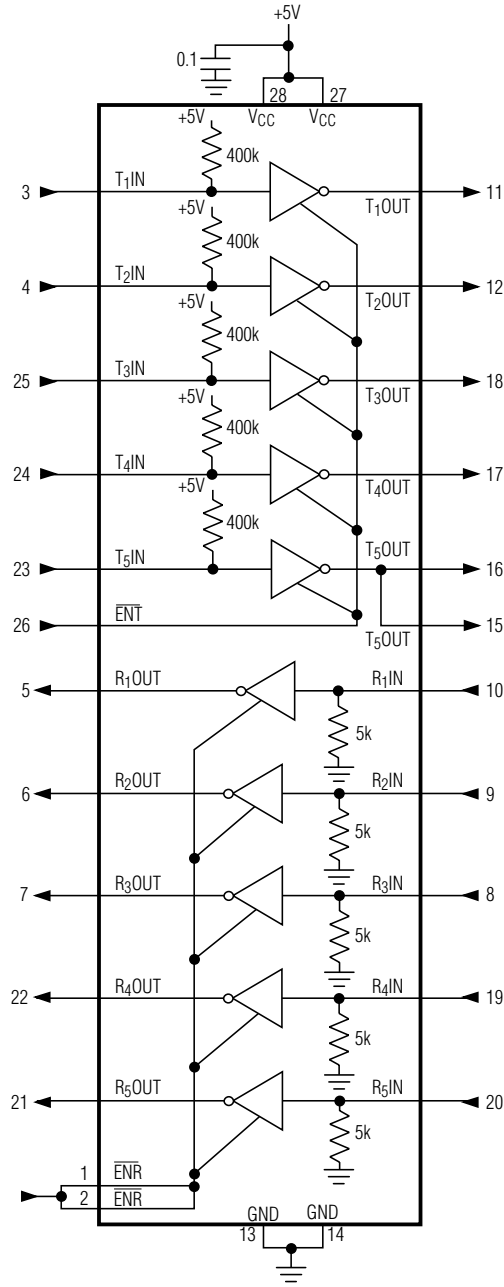 +5V
0.1
28 27
VCC VCC
+5V
400k
3 T1IN T1OUT 11
+5V
400k
4 T2IN T2OUT 12
+5V
400k
25 T3IN T3OUT 18
+5V
400k
24 T4IN T4OUT 17
+5V
400k
23 T5IN T5OUT 16
26 ENT T5OUT 15
5 R1OUT R1IN 10
5k
6 R2OUT R2IN 9
5k
7 R3OUT R3IN 8
5k
22 R4OUT R4IN 19
5k
21 R5OUT R5IN 20
5k
1 ENR
2 ENR
GND GND
13 14